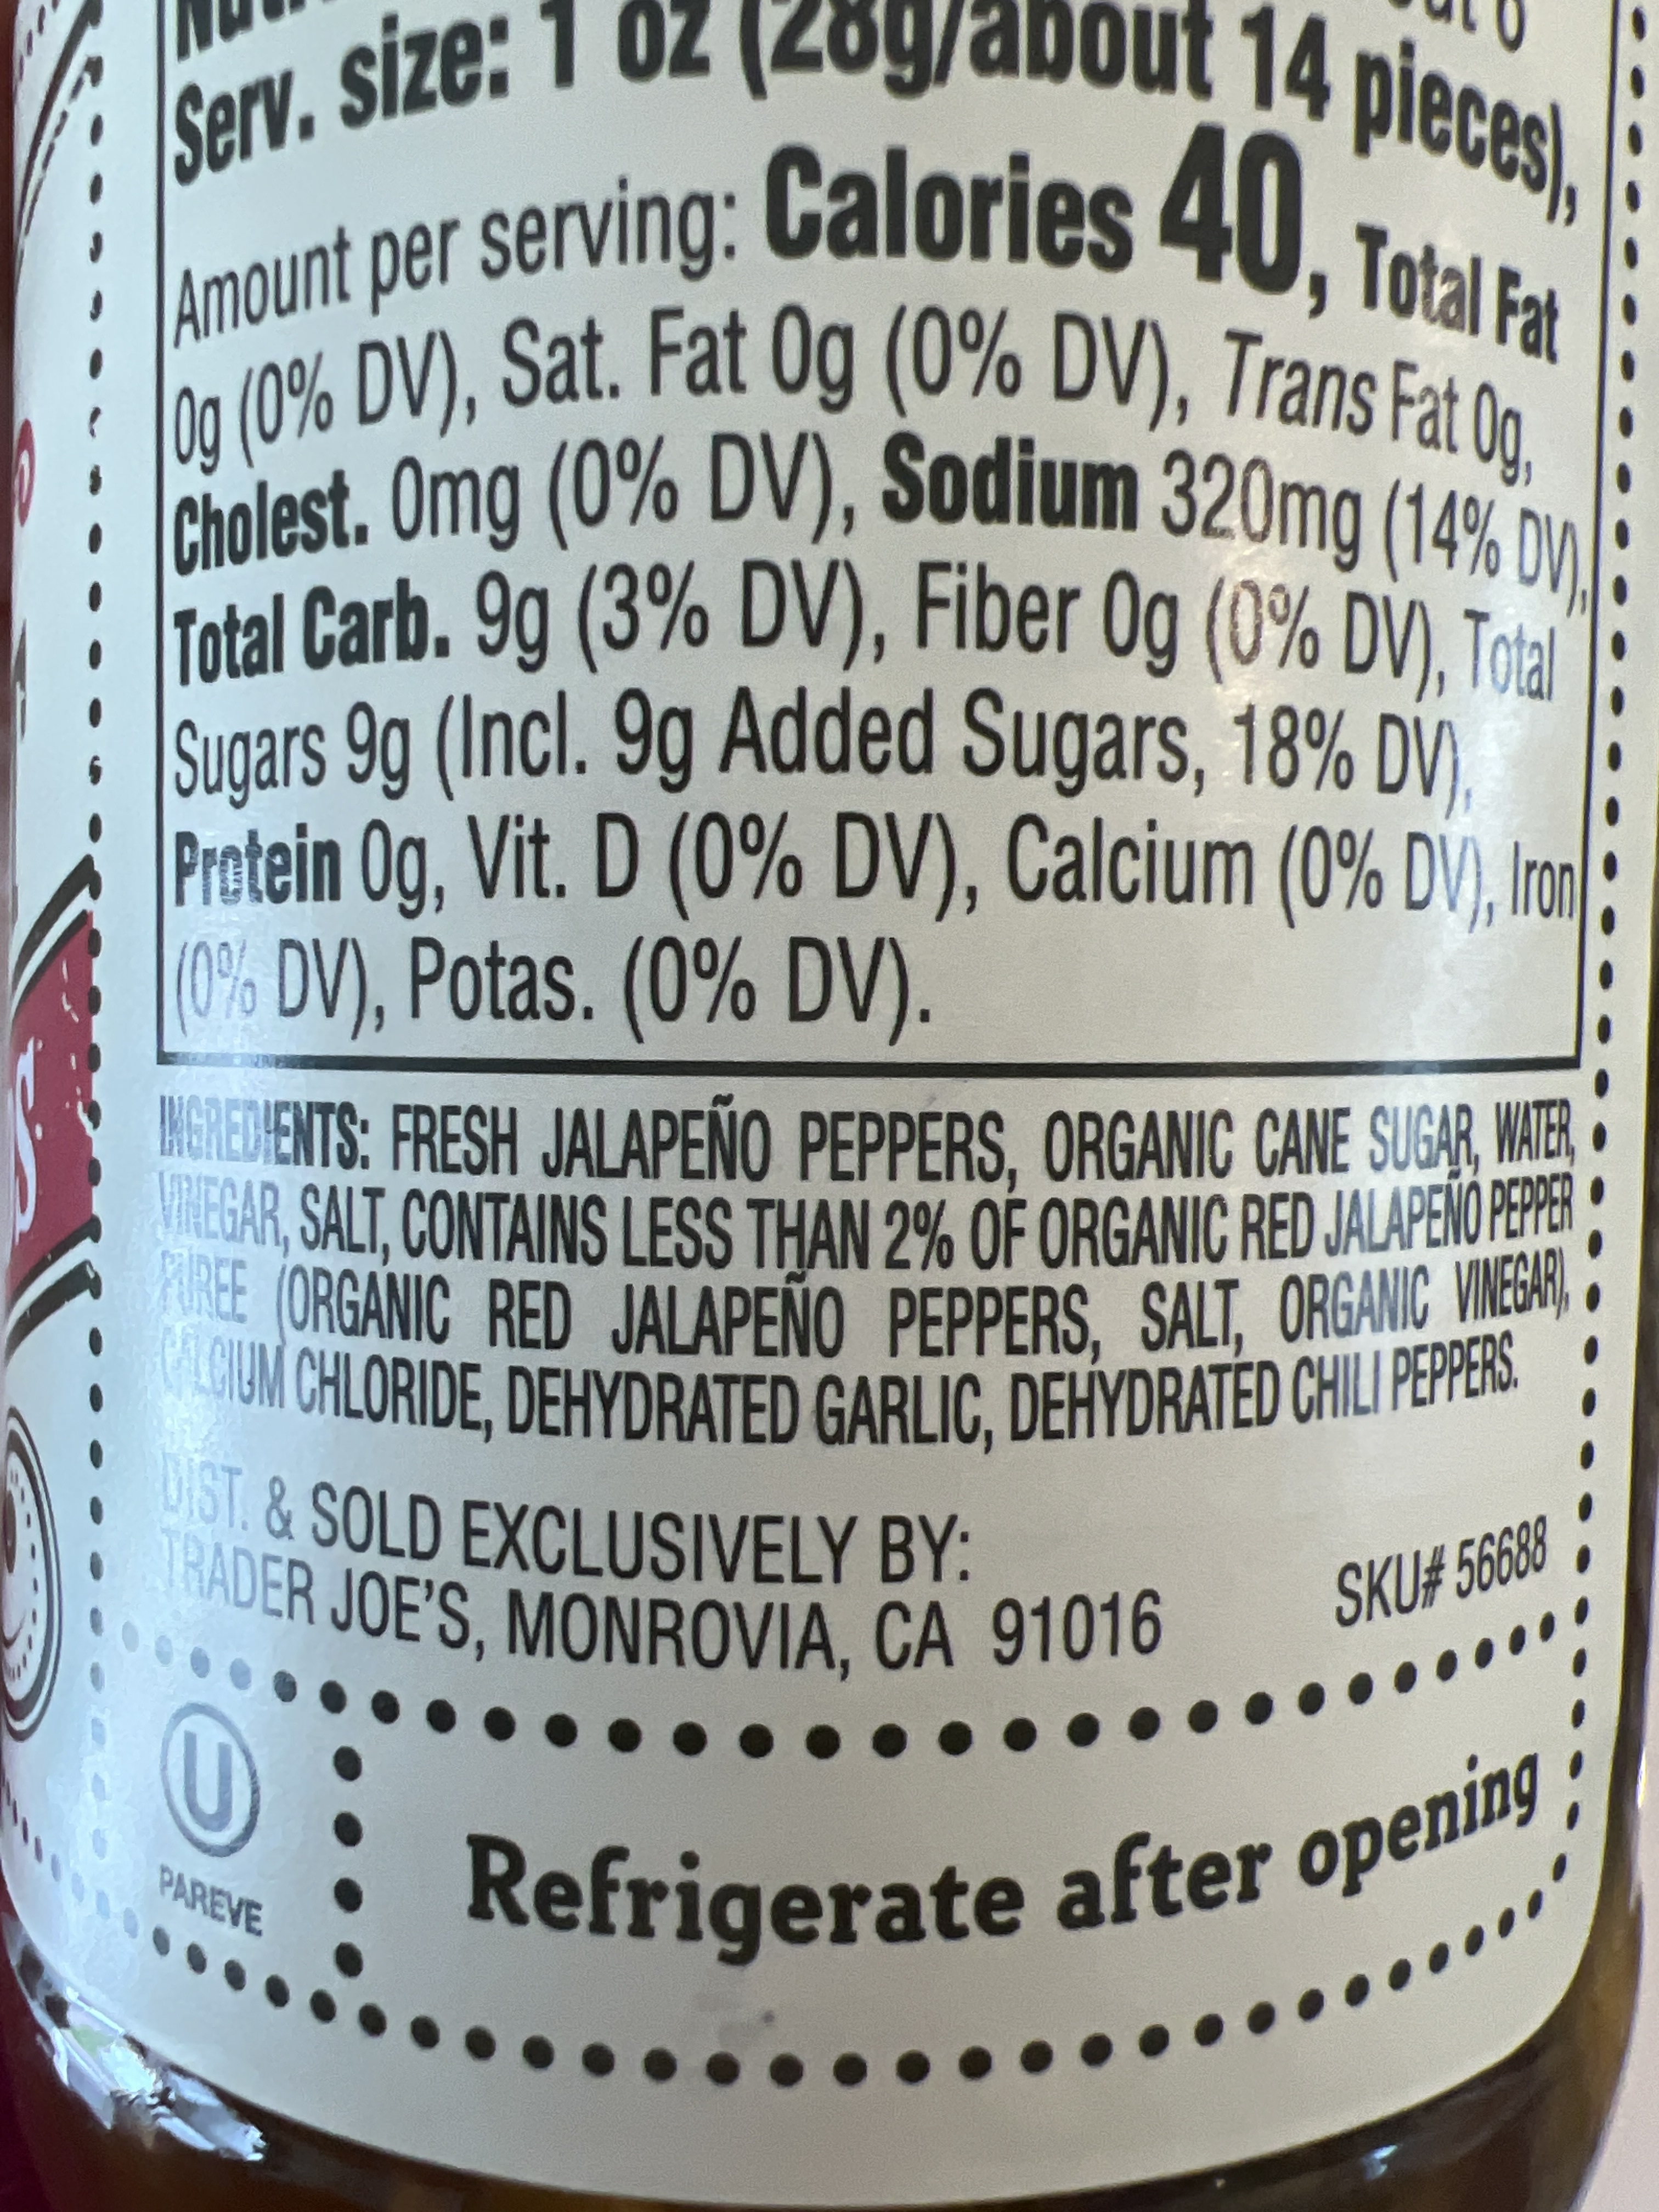 Serv. size: 1 oz (28g/about 14 pieces),
Amount per serving: Calories 40, Total Fat
0g (0% DV), Sat. Fat 0g (0% DV), Trans Fat 0g,
Cholest. 0mg (0% DV), Sodium 320mg (14% DV),
Total Carb. 9g (3% DV), Fiber 0g (0% DV), Total
Sugars 9g (Incl. 9g Added Sugars, 18% DV),
Protein 0g, Vit. D (0% DV), Calcium (0% DV), Iron
(0% DV), Potas. (0% DV).
INGREDIENTS: FRESH JALAPEÑO PEPPERS, ORGANIC CANE SUGAR, WATER,
VINEGAR, SALT, CONTAINS LESS THAN 2% OF ORGANIC RED JALAPEÑO PEPPER
PUREE (ORGANIC RED JALAPEÑO PEPPERS, SALT, ORGANIC VINEGAR),
CALCIUM CHLORIDE, DEHYDRATED GARLIC, DEHYDRATED CHILI PEPPERS.
DIST. & SOLD EXCLUSIVELY BY:
TRADER JOE'S, MONROVIA, CA 91016
SKU# 56688
U
PAREVE
Refrigerate after opening